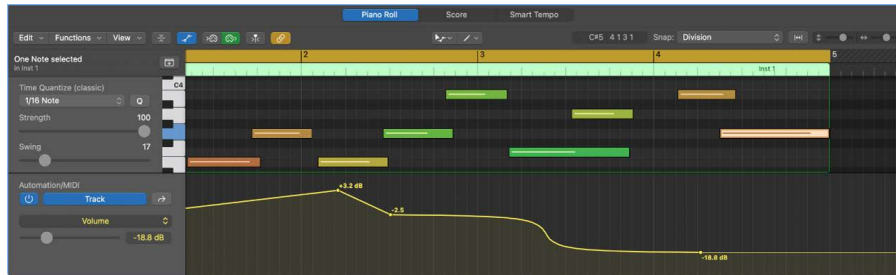 Piano Roll Score Smart Tempo
Edit Functions View C#5 4 1 3 1 Snap: Division
One Note selected
in Inst 1
2 3 4 5
Inst 1
Time Quantize (classic)
1/16 Note Q
C4
Strength 100
Swing 17
Automation/MIDI
Track
Volume
-18.8 dB
+3.2 dB
-2.5
-18.8 dB